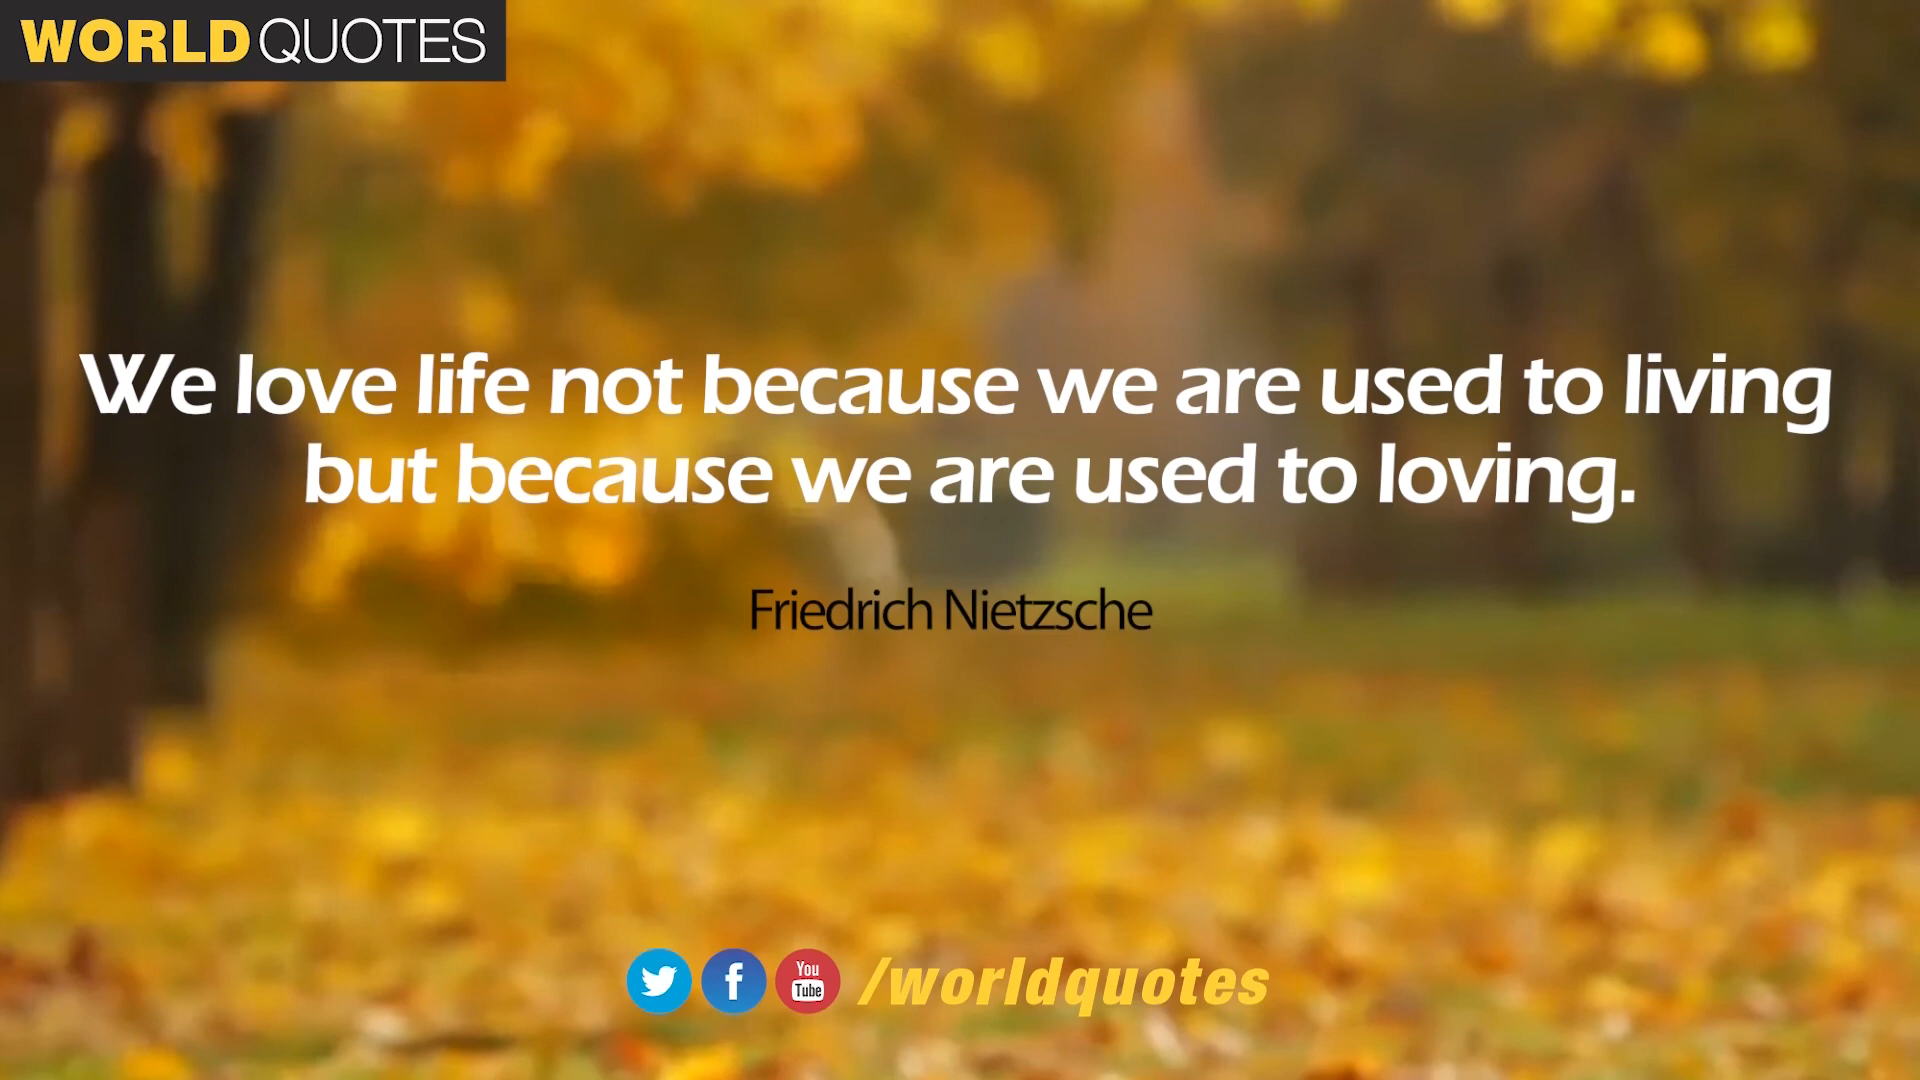 WORLD QUOTES
We love life not because we are used to living
but because we are used to loving.
Friedrich Nietzsche
You
Tube
/worldquotes